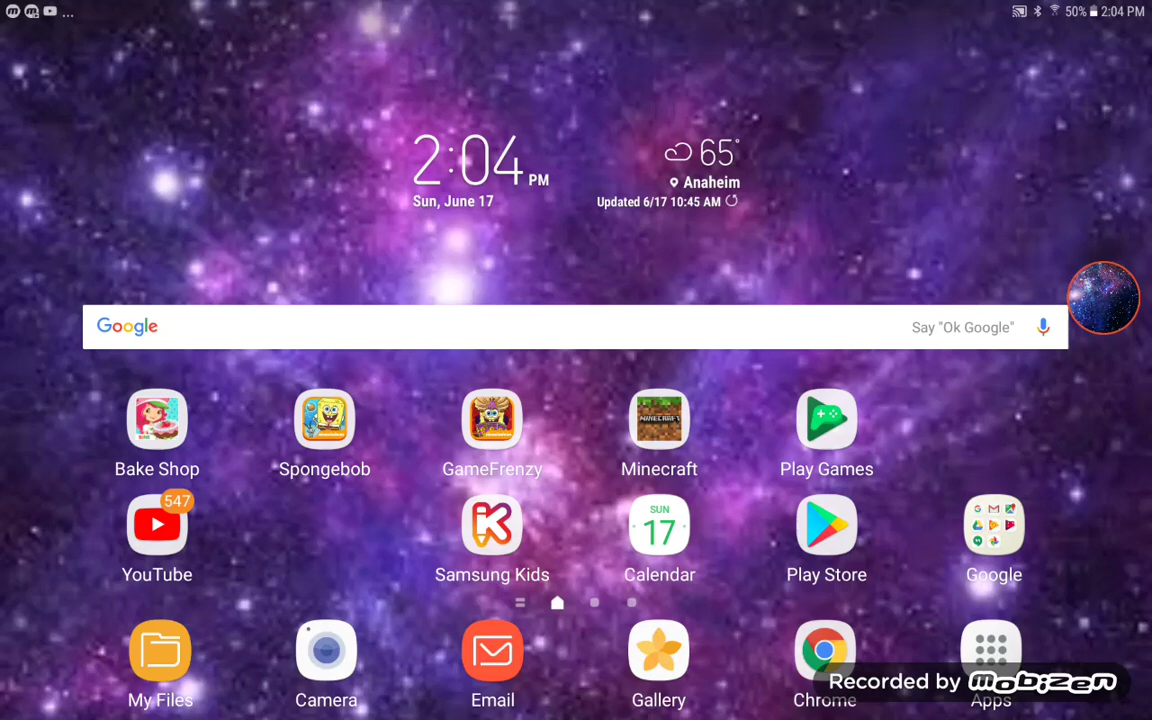 ... 50% 2:04 PM
2:04 PM
Sun, June 17
65°
Anaheim
Updated 6/17 10:45 AM
Google Say "Ok Google"
Bake Shop Spongebob GameFrenzy Minecraft Play Games
MINECRAFT
547
SUN
17
YouTube Samsung Kids Calendar Play Store Google
My Files Camera Email Gallery Chrome Apps
Recorded by mobizen